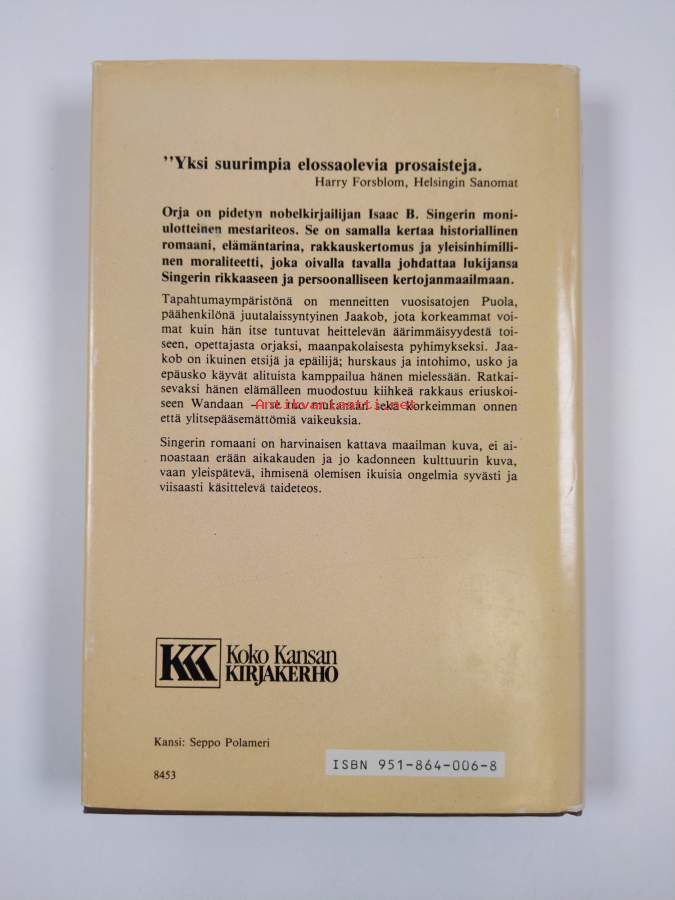 "Yksi suurimpia elossaolevia prosaisteja.
Harry Forsblom, Helsingin Sanomat
Orja on pidetyn nobelkirjailijan Isaac B. Singerin moni-
ulotteinen mestariteos. Se on samalla kertaa historiallinen
romaani, elämäntarina, rakkauskertomus ja yleisinhimilli-
nen moraliteetti, joka oivalla tavalla johdattaa lukijansa
Singerin rikkaaseen ja persoonalliseen kertojanmaailmaan.
Tapahtumaympäristönä on menneitten vuosisatojen Puola,
päähenkilönä juutalaissyntyinen Jaakob, jota korkeammat voi-
mat kuin hän itse tuntuvat heittelevän äärimmäisyydestä toi-
seen, opettajasta orjaksi, maanpakolaisesta pyhimykseksi. Jaa-
kob on ikuinen etsijä ja epäilijä; hurskaus ja intohimo, usko ja
epäusko käyvät alituista kamppailua hänen mielessään. Ratkai-
sevaksi hänen elämälleen muodostuu kiihkeä rakkaus eriuskoi-
seen Wandaan — se tuo mukanaan sekä korkeimman onnen
että ylitsepääsemättömiä vaikeuksia.
Singerin romaani on harvinaisen kattava maailman kuva, ei ai-
noastaan erään aikakauden ja jo kadonneen kulttuurin kuva,
vaan yleispätevä, ihmisenä olemisen ikuisia ongelmia syvästi ja
viisaasti käsittelevä taideteos.
KKK Koko Kansan
KIRJAKERHO
Kansi: Seppo Polameri
ISBN 951-864-006-8
8453